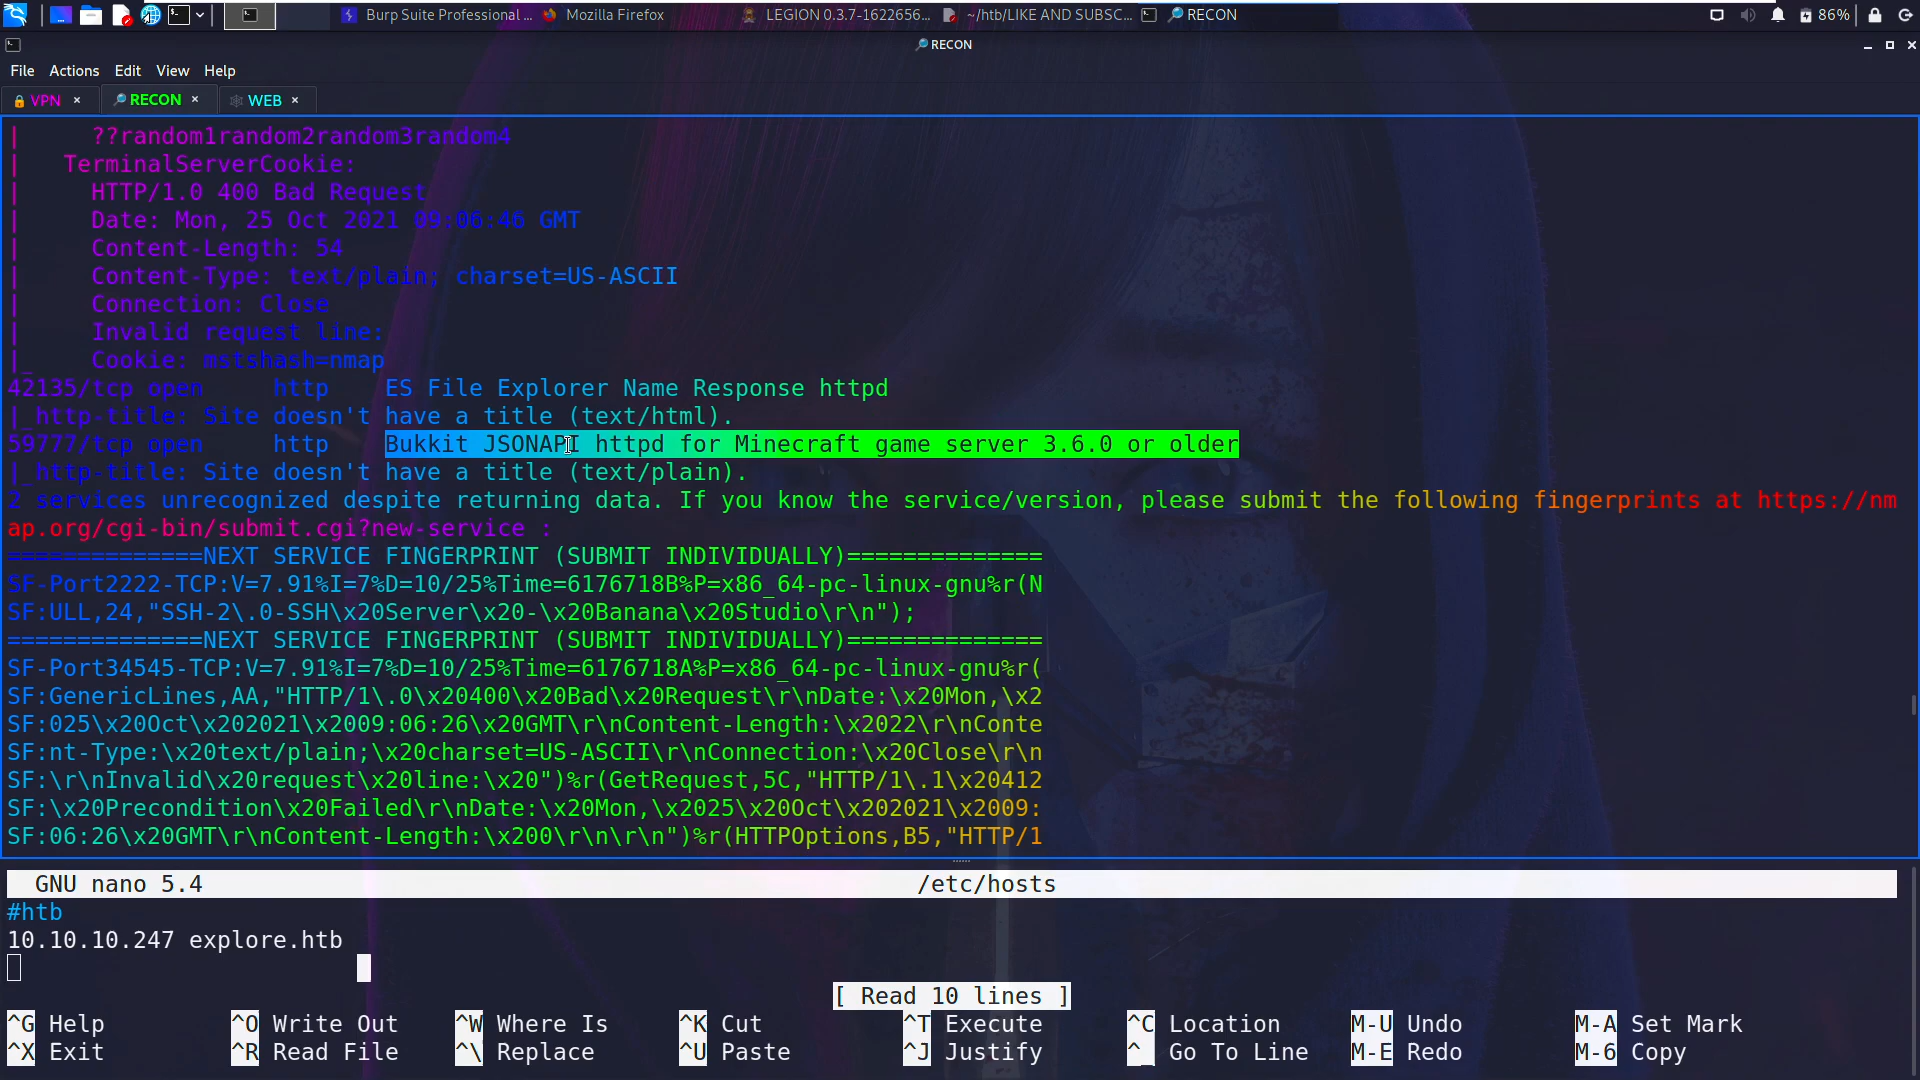 Burp Suite Professional ...
Mozilla Firefox
LEGION 0.3.7-1622656...
~/htb/LIKE AND SUBSC...
RECON
86%
RECON
File Actions Edit View Help
VPN ×
RECON ×
WEB ×
| ??random1random2random3random4
| TerminalServerCookie:
| HTTP/1.0 400 Bad Request
| Date: Mon, 25 Oct 2021 09:06:46 GMT
| Content-Length: 54
| Content-Type: text/plain; charset=US-ASCII
| Connection: Close
| Invalid request line:
|_ Cookie: mstshash=nmap
42135/tcp open http ES File Explorer Name Response httpd
|_http-title: Site doesn't have a title (text/html).
59777/tcp open http Bukkit JSONAPI httpd for Minecraft game server 3.6.0 or older
|_http-title: Site doesn't have a title (text/plain).
2 services unrecognized despite returning data. If you know the service/version, please submit the following fingerprints at https://nm
ap.org/cgi-bin/submit.cgi?new-service :
==============NEXT SERVICE FINGERPRINT (SUBMIT INDIVIDUALLY)==============
SF-Port2222-TCP:V=7.91%I=7%D=10/25%Time=6176718B%P=x86_64-pc-linux-gnu%r(N
SF:ULL,24,"SSH-2\.0-SSH\x20Server\x20-\x20Banana\x20Studio\r\n");
==============NEXT SERVICE FINGERPRINT (SUBMIT INDIVIDUALLY)==============
SF-Port34545-TCP:V=7.91%I=7%D=10/25%Time=6176718A%P=x86_64-pc-linux-gnu%r(
SF:GenericLines,AA,"HTTP/1\.0\x20400\x20Bad\x20Request\r\nDate:\x20Mon,\x2
SF:025\x20Oct\x202021\x2009:06:26\x20GMT\r\nContent-Length:\x2022\r\nConte
SF:nt-Type:\x20text/plain;\x20charset=US-ASCII\r\nConnection:\x20Close\r\n
SF:\r\nInvalid\x20request\x20line:\x20")%r(GetRequest,5C,"HTTP/1\.1\x20412
SF:\x20Precondition\x20Failed\r\nDate:\x20Mon,\x2025\x20Oct\x202021\x2009:
SF:06:26\x20GMT\r\nContent-Length:\x200\r\n\r\n")%r(HTTPOptions,B5,"HTTP/1
GNU nano 5.4 /etc/hosts
#htb
10.10.10.247 explore.htb
[ Read 10 lines ]
^G Help ^O Write Out ^W Where Is ^K Cut ^T Execute ^C Location M-U Undo M-A Set Mark
^X Exit ^R Read File ^\ Replace ^U Paste ^J Justify ^_ Go To Line M-E Redo M-6 Copy